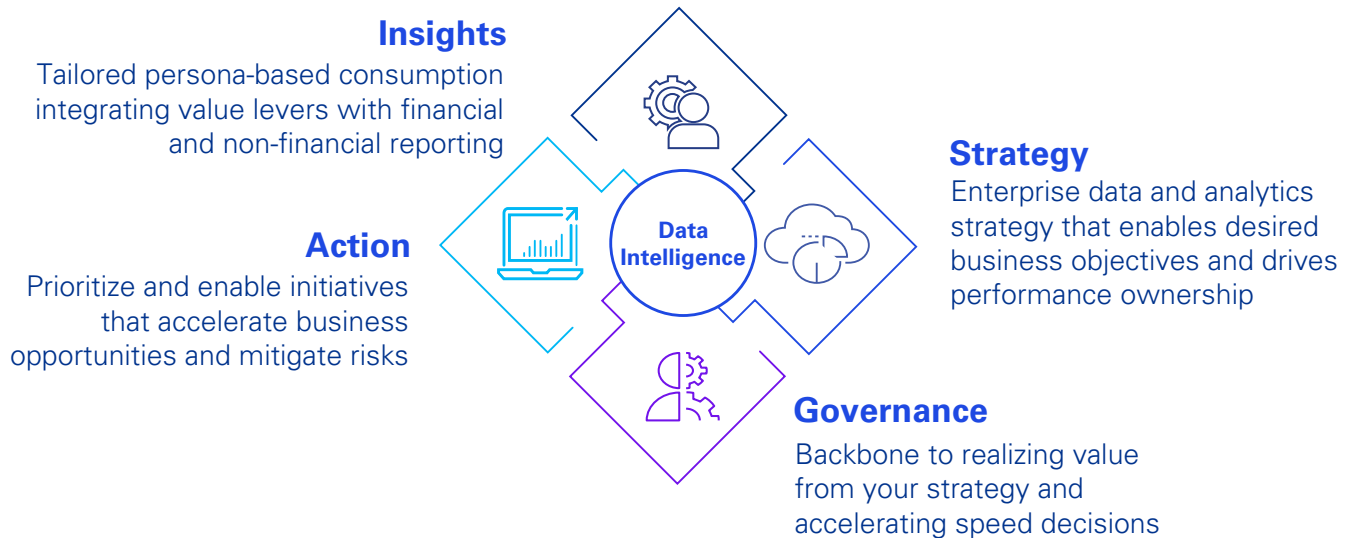 Insights
Tailored persona-based consumption
integrating value levers with financial
and non-financial reporting
Strategy
Enterprise data and analytics
strategy that enables desired
business objectives and drives
performance ownership
Data
Intelligence
Action
Prioritize and enable initiatives
that accelerate business
opportunities and mitigate risks
Governance
Backbone to realizing value
from your strategy and
accelerating speed decisions